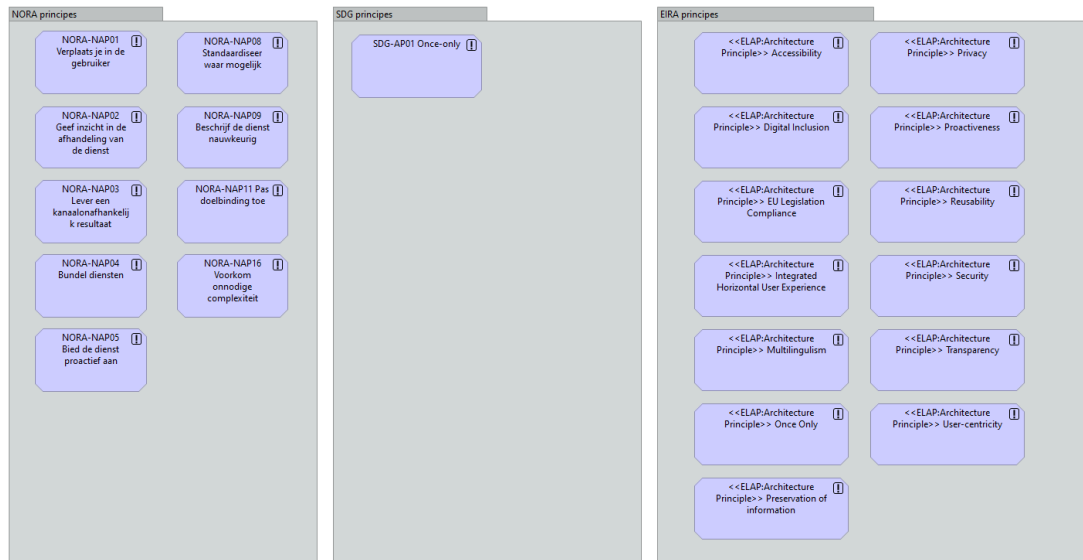 NORA principes
NORA-NAP01
Verplaats je in de
gebruiker
NORA-NAP08
Standaardiseer
waar mogelijk
NORA-NAP02
Geef inzicht in de
afhandeling van
de dienst
NORA-NAP09
Beschrijf de dienst
nauwkeurig
NORA-NAP03
Lever een
kanaalonafhankelij
k resultaat
NORA-NAP11 Pas
doelbinding toe
NORA-NAP04
Bundel diensten
NORA-NAP16
Voorkom
onnodige
complexiteit
NORA-NAP05
Bied de dienst
proactief aan
SDG principes
SDG-AP01 Once-only
EIRA principes
<<ELAP:Architecture
Principle>> Accessibility
<<ELAP:Architecture
Principle>> Privacy
<<ELAP:Architecture
Principle>> Digital Inclusion
<<ELAP:Architecture
Principle>> Proactiveness
<<ELAP:Architecture
Principle>> EU Legislation
Compliance
<<ELAP:Architecture
Principle>> Reusability
<<ELAP:Architecture
Principle>> Integrated
Horizontal User Experience
<<ELAP:Architecture
Principle>> Security
<<ELAP:Architecture
Principle>> Multilingulism
<<ELAP:Architecture
Principle>> Transparency
<<ELAP:Architecture
Principle>> Once Only
<<ELAP:Architecture
Principle>> User-centricity
<<ELAP:Architecture
Principle>> Preservation of
information